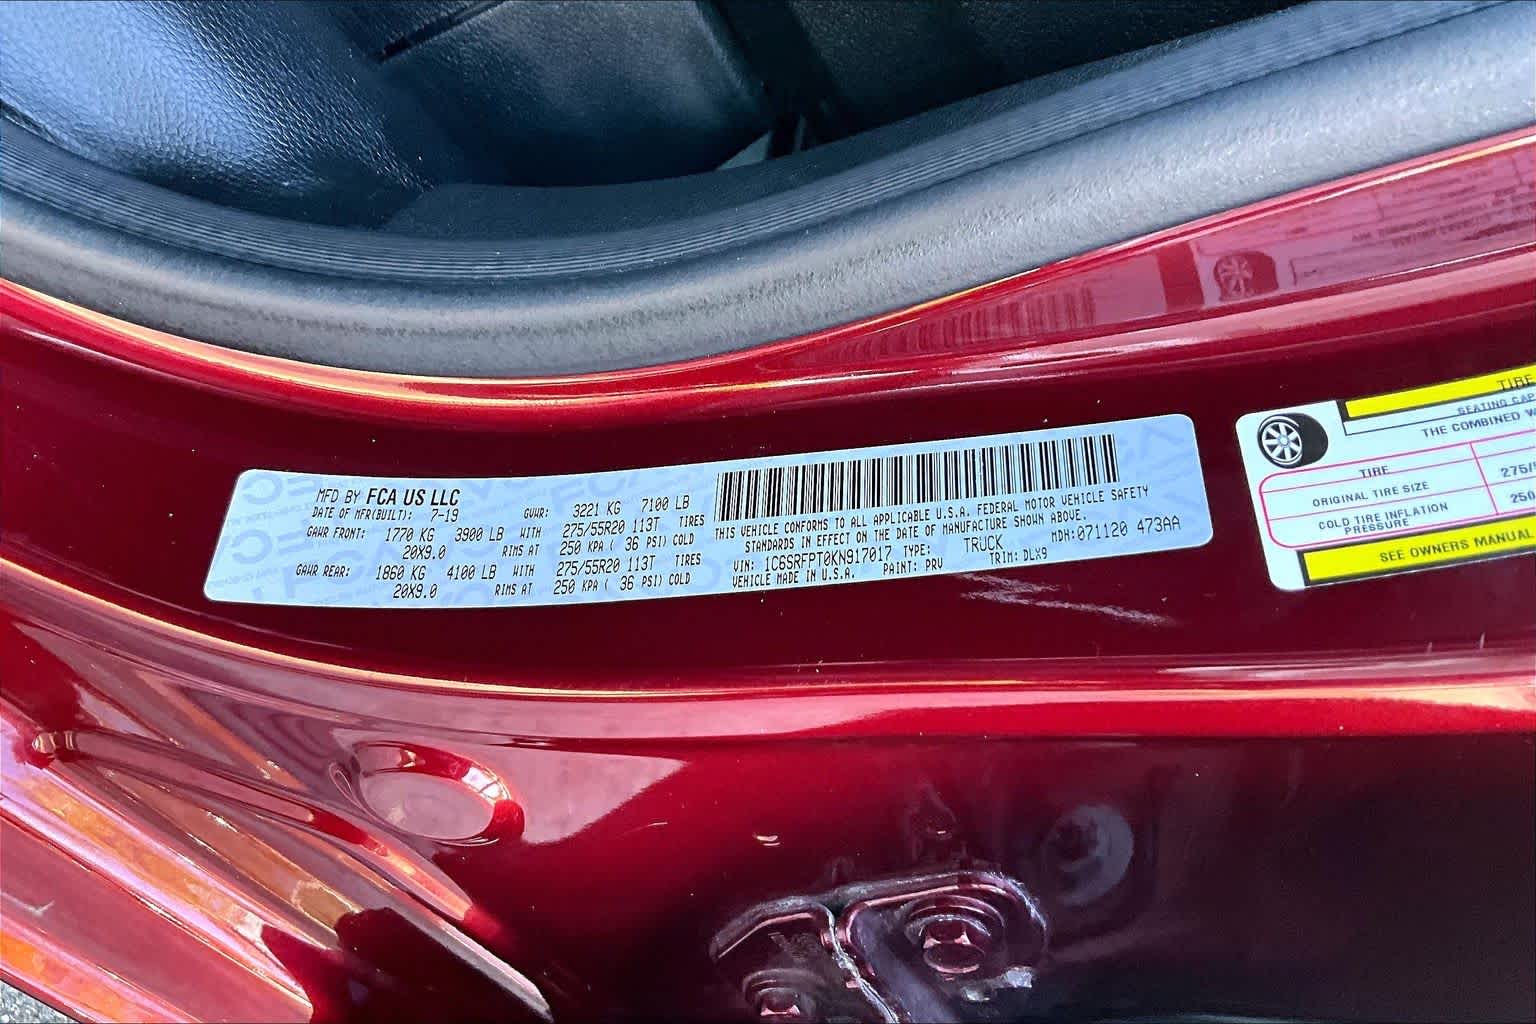 MFD BY FCA US LLC
DATE OF MFR(BUILT): 7-19 GVWR: 3221 KG 7100 LB
GAWR FRONT: 1770 KG 3900 LB WITH 275/55R20 113T TIRES
20X9.0 RIMS AT 250 KPA ( 36 PSI) COLD
GAWR REAR: 1860 KG 4100 LB WITH 275/55R20 113T TIRES
20X9.0 RIMS AT 250 KPA ( 36 PSI) COLD
THIS VEHICLE CONFORMS TO ALL APPLICABLE U.S.A. FEDERAL MOTOR VEHICLE SAFETY
STANDARDS IN EFFECT ON THE DATE OF MANUFACTURE SHOWN ABOVE.
VIN: 1C6SRFPT0KN917017 TYPE: TRUCK MDH:071120 473AA
VEHICLE MADE IN U.S.A. PAINT: PRV TRIM: DLX9
TIRE
SEATING CAP
THE COMBINED W
TIRE
ORIGINAL TIRE SIZE 275/
COLD TIRE INFLATION PRESSURE 250
SEE OWNERS MANUAL